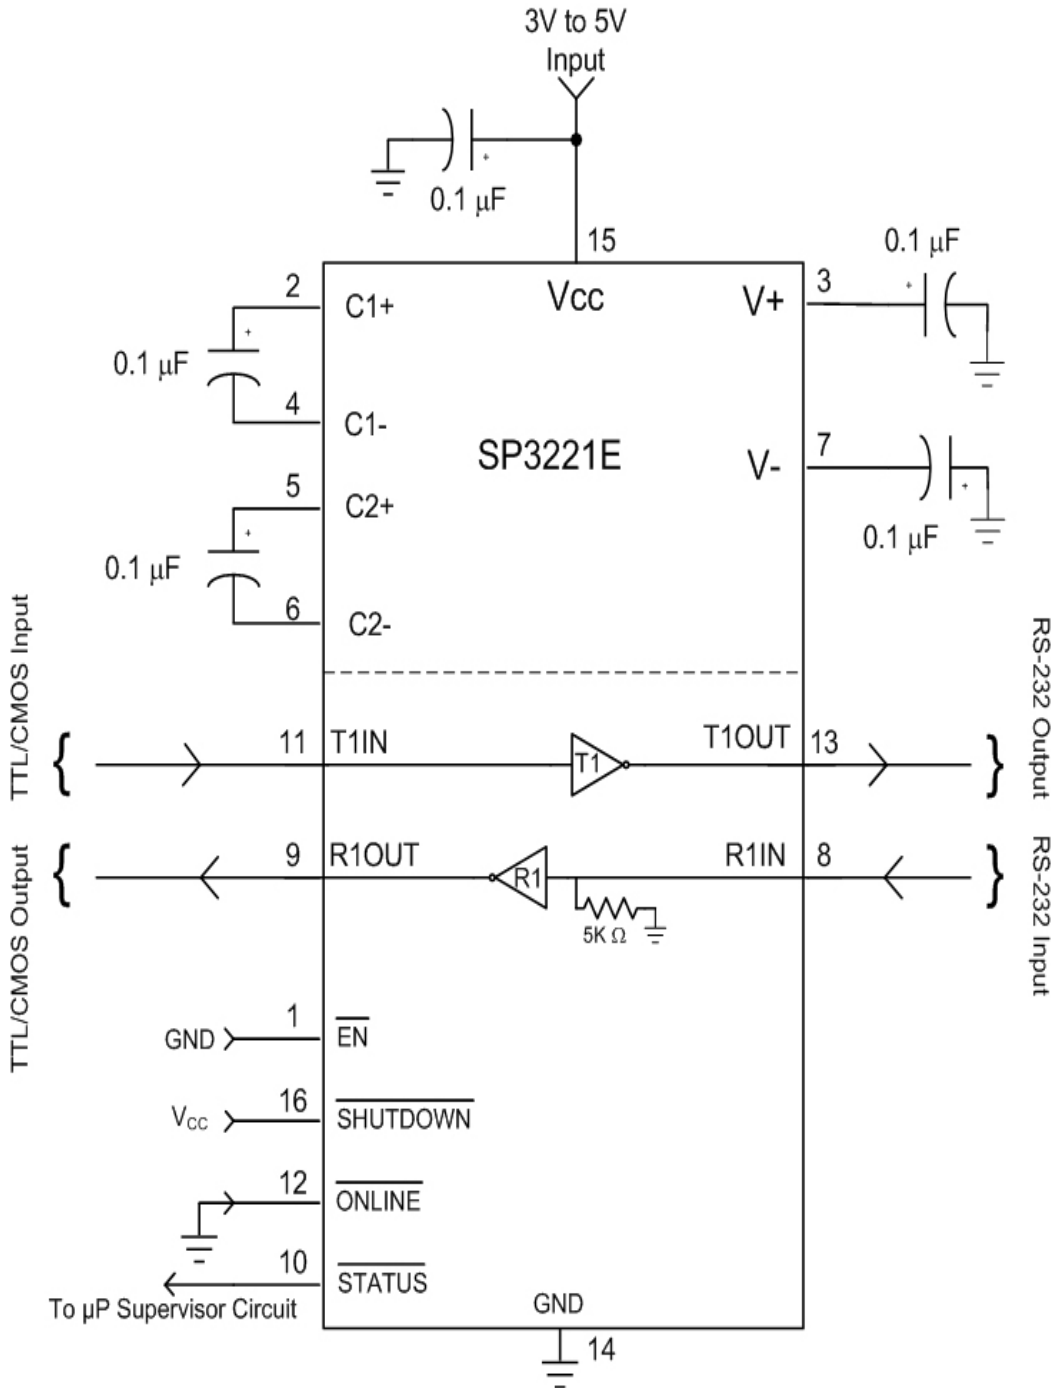 3V to 5V
Input
+
0.1 µF
15
0.1 µF
+
2
C1+
Vcc
V+
3
+
0.1 µF
4
C1-
SP3221E
V-
7
+
0.1 µF
5
C2+
+
0.1 µF
6
C2-
TTL/CMOS Input
{
11
T1IN
T1
T1OUT
13
}
RS-232 Output
TTL/CMOS Output
{
9
R1OUT
R1
R1IN
8
}
RS-232 Input
5K Ω
GND
1
EN
VCC
16
SHUTDOWN
12
ONLINE
10
STATUS
To µP Supervisor Circuit
GND
14